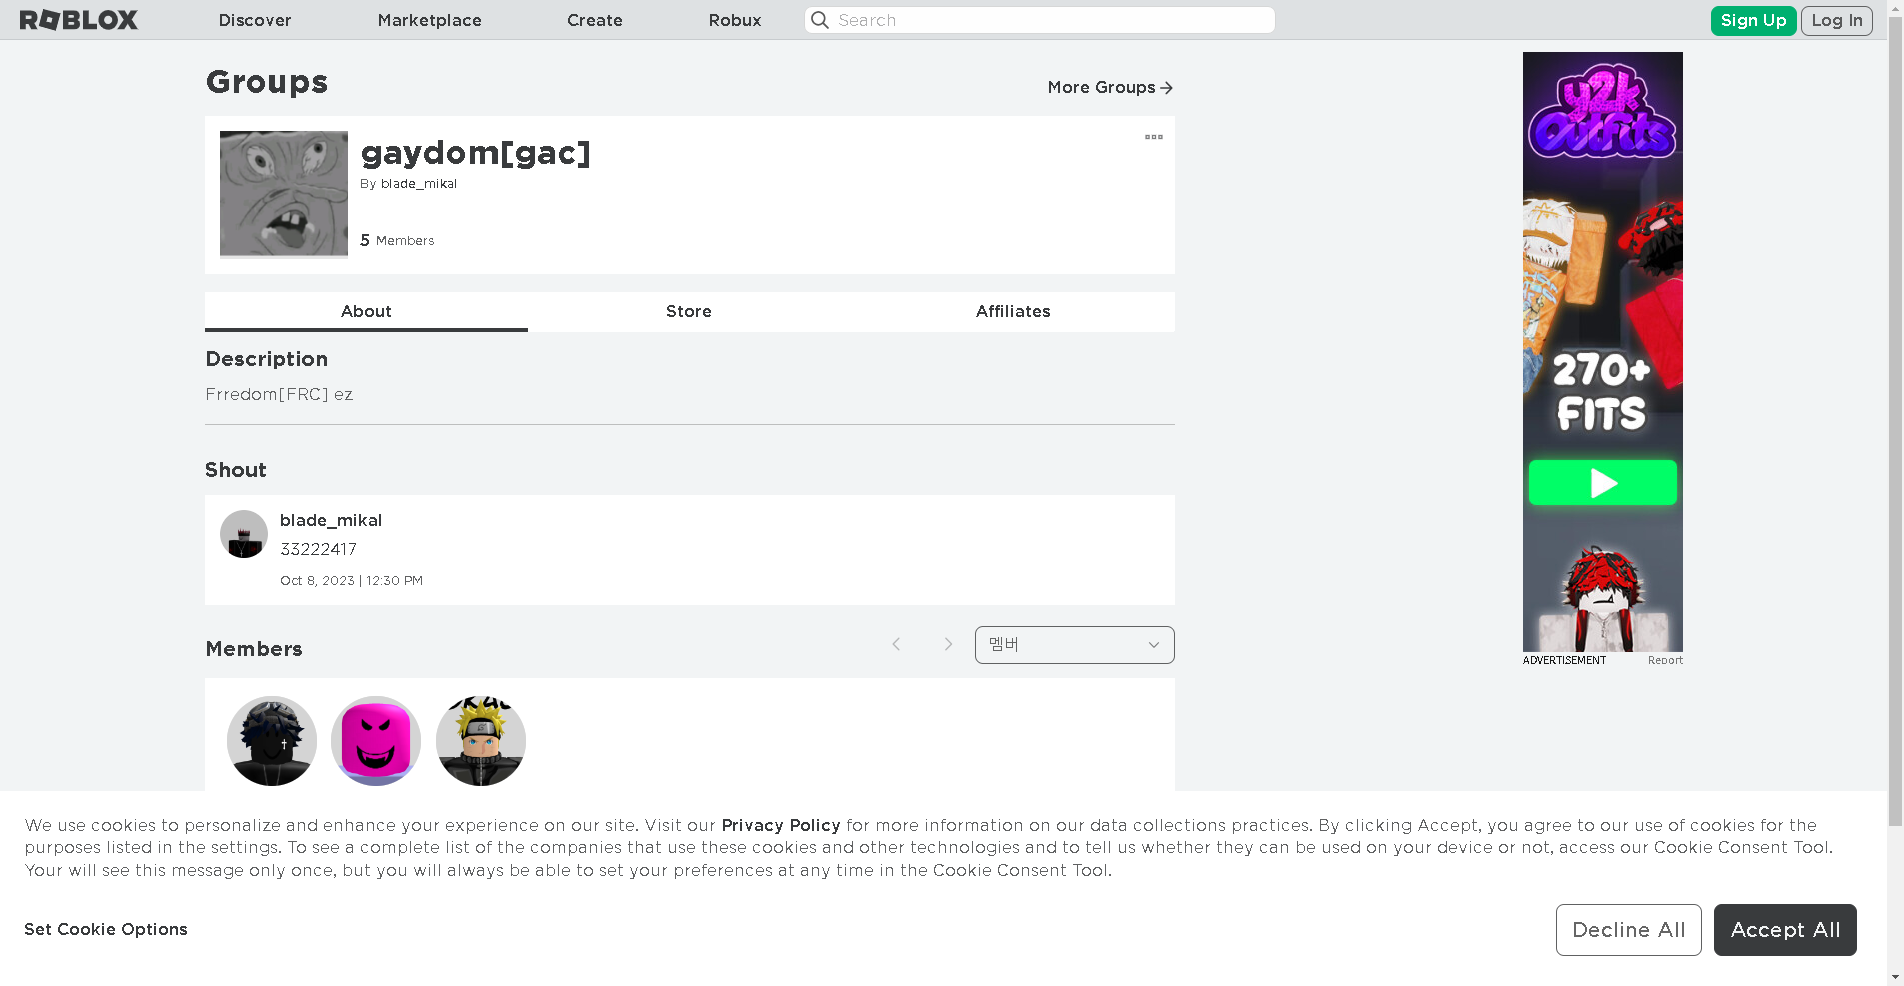 ROBLOX
Discover
Marketplace
Create
Robux
Search
Sign Up
Log In
Groups
More Groups
gaydom[gac]
By blade_mikal
5 Members
About
Store
Affiliates
Description
Frredom[FRC] ez
Shout
blade_mikal
33222417
Oct 8, 2023 | 12:30 PM
Members
멤버
y2k
Outfits
270+
FITS
ADVERTISEMENT
Report
We use cookies to personalize and enhance your experience on our site. Visit our Privacy Policy for more information on our data collections practices. By clicking Accept, you agree to our use of cookies for the
purposes listed in the settings. To see a complete list of the companies that use these cookies and other technologies and to tell us whether they can be used on your device or not, access our Cookie Consent Tool.
Your will see this message only once, but you will always be able to set your preferences at any time in the Cookie Consent Tool.
Set Cookie Options
Decline All
Accept All